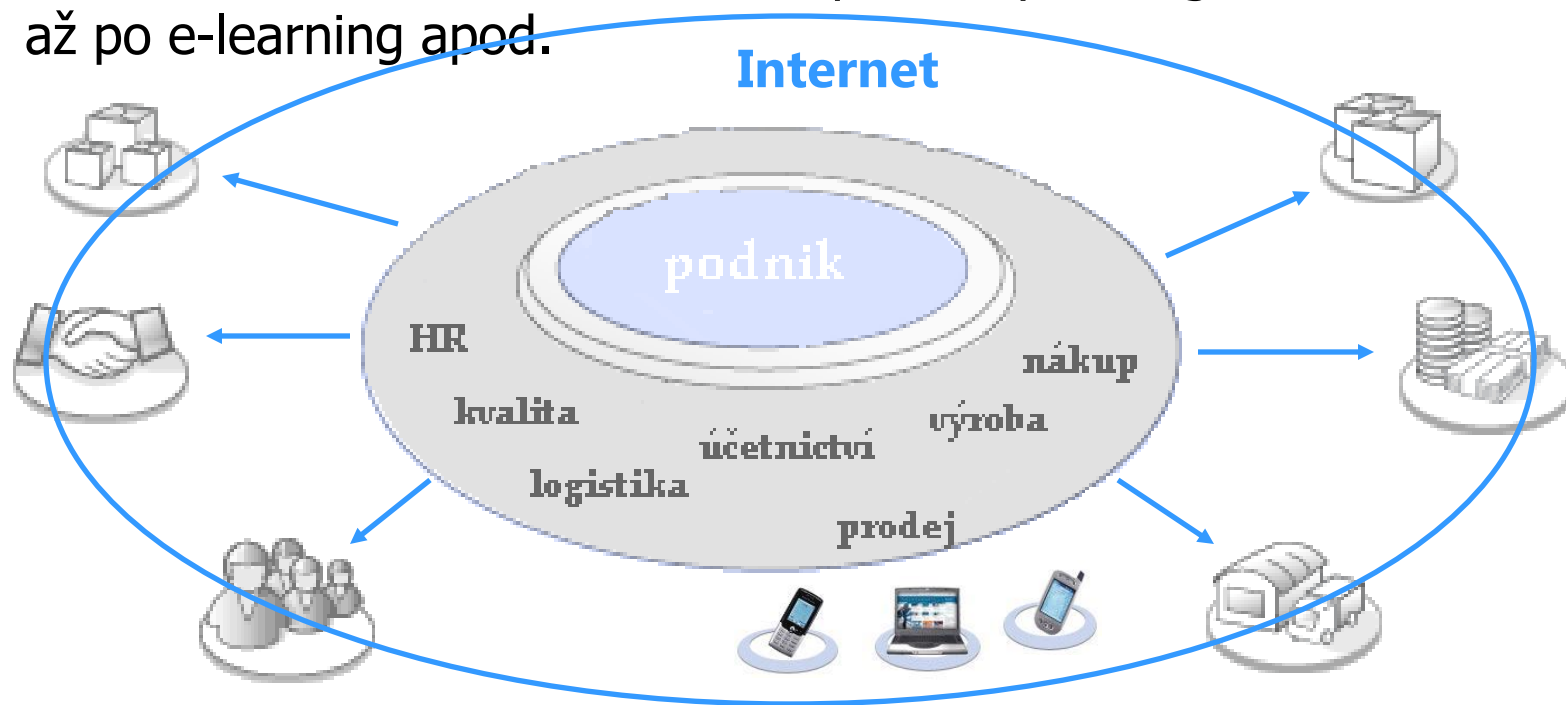 až po e-learning apod.
Internet
podnik
HR
nákup
kvalita
výroba
účetnictví
logistika
prodej